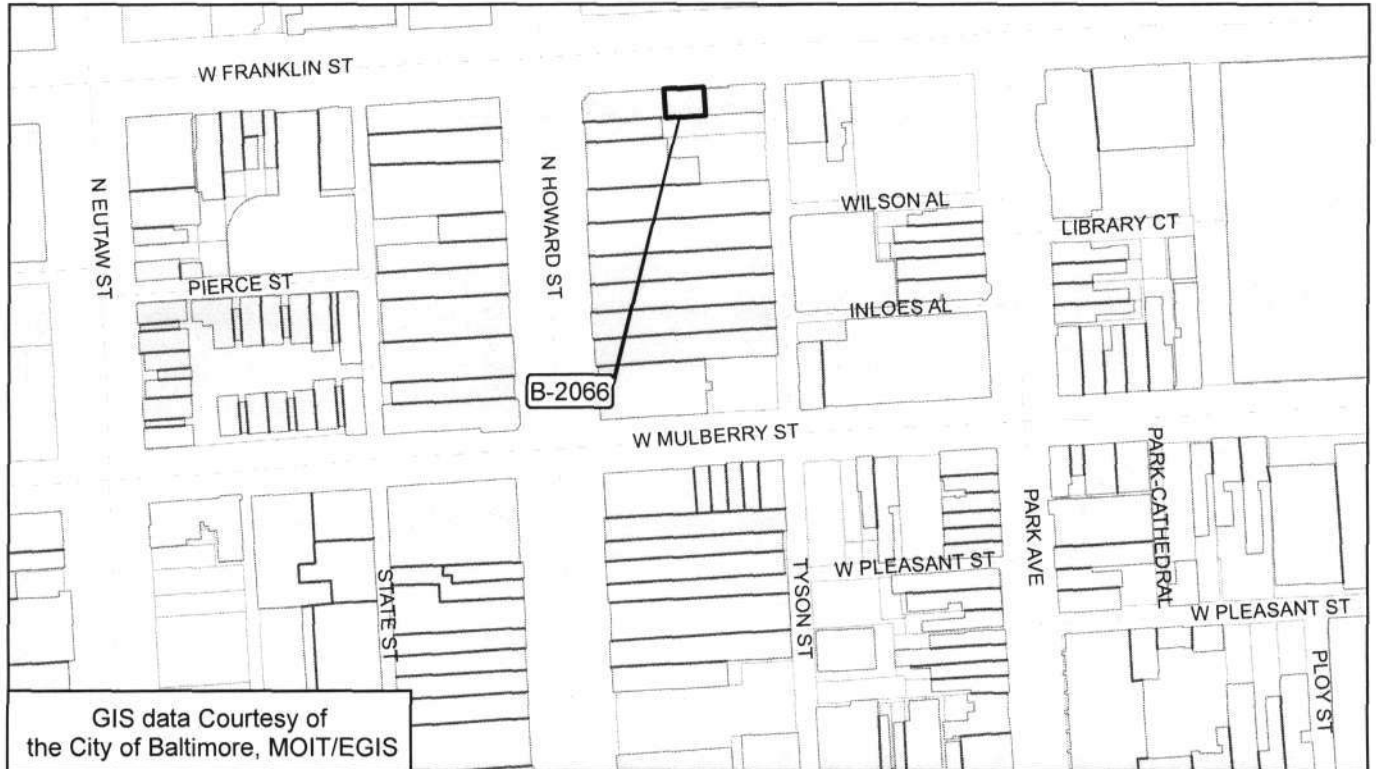 W FRANKLIN ST
N EUTAW ST
N HOWARD ST
WILSON AL
LIBRARY CT
PIERCE ST
INLOES AL
B-2066
W MULBERRY ST
PARK AVE
PARK-CATHEDRAL
STATE ST
TYSON ST
W PLEASANT ST
W PLEASANT ST
PLOY ST
GIS data Courtesy of
the City of Baltimore, MOIT/EGIS